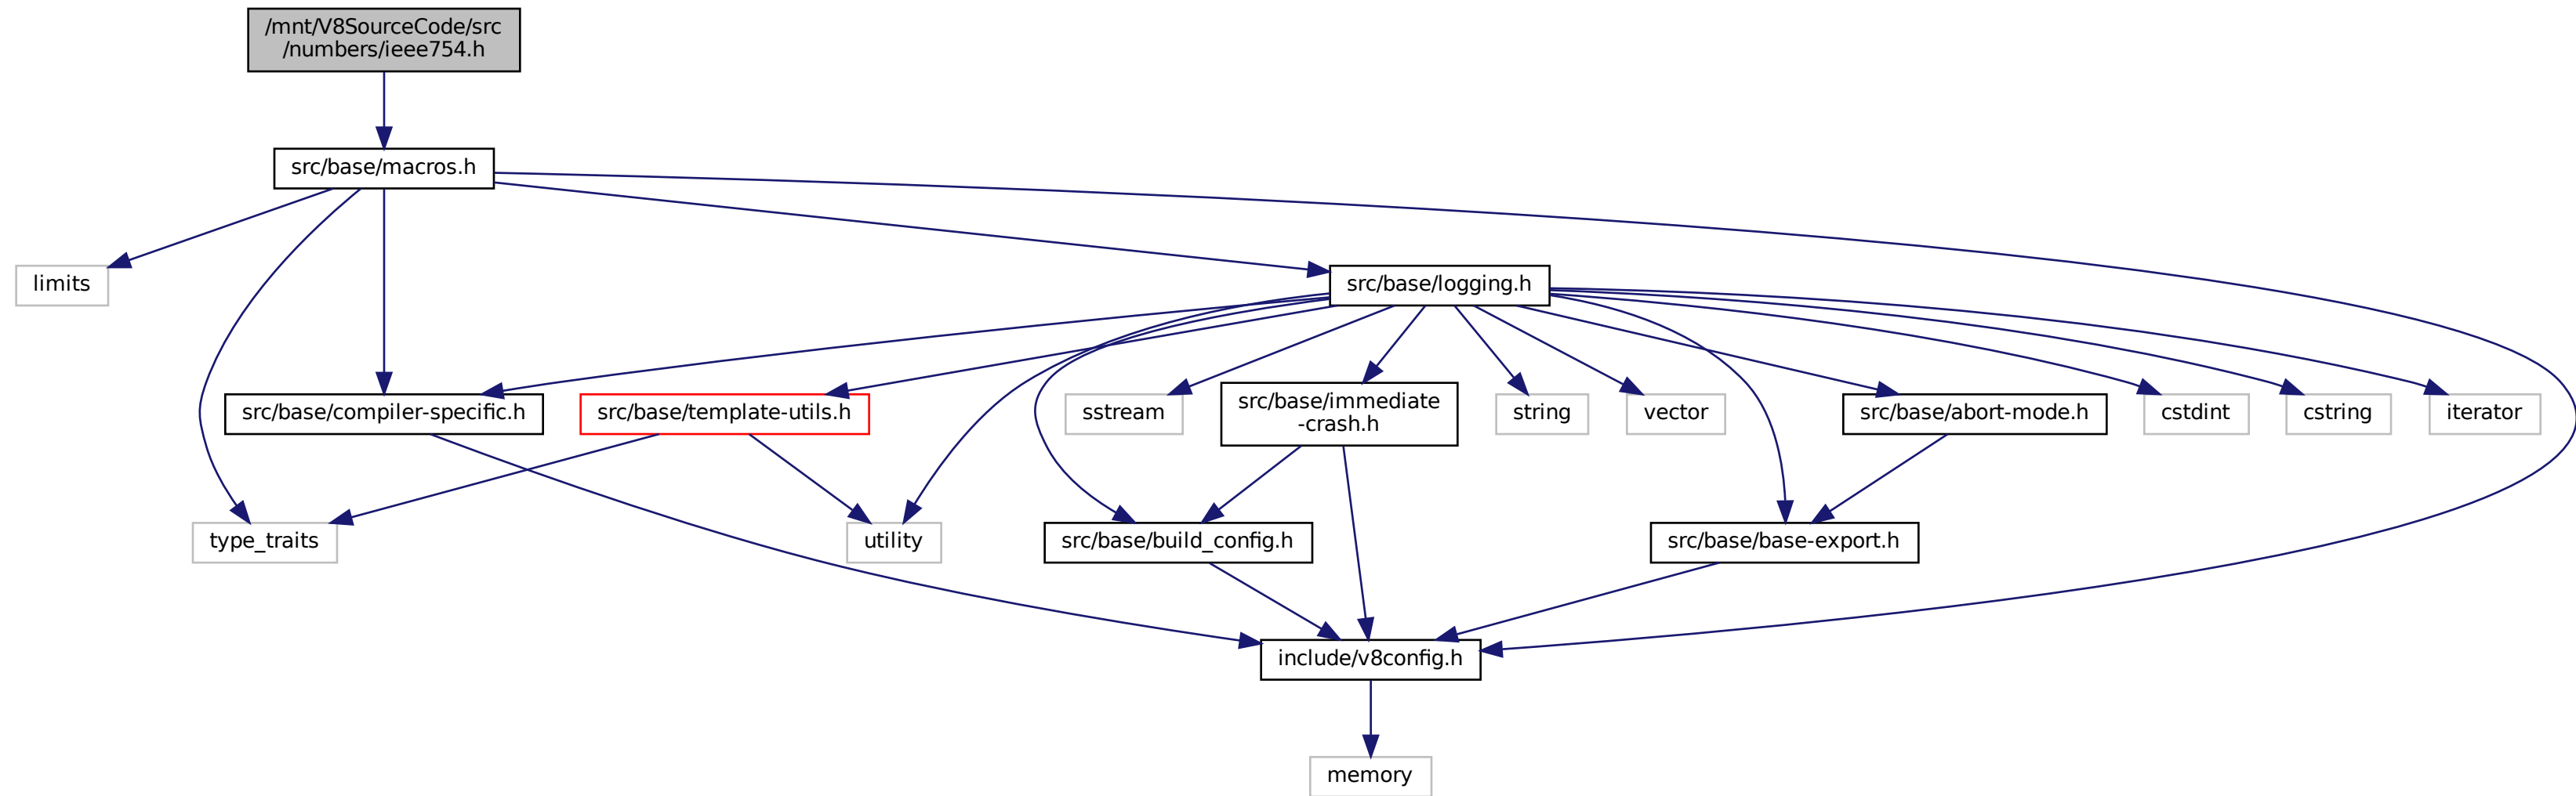 /mnt/V8SourceCode/src
/numbers/ieee754.h
src/base/macros.h
limits
src/base/logging.h
src/base/compiler-specific.h
src/base/template-utils.h
sstream
src/base/immediate
-crash.h
string
vector
src/base/abort-mode.h
cstdint
cstring
iterator
type_traits
utility
src/base/build_config.h
src/base/base-export.h
include/v8config.h
memory